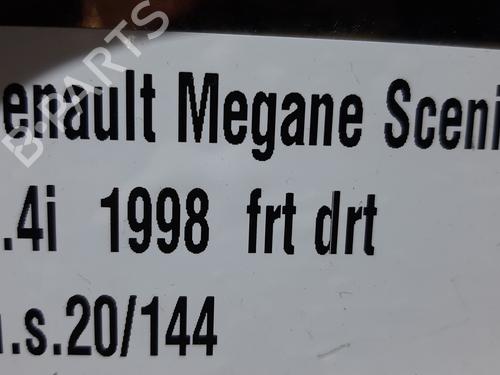 enault Megane Sceni
.4i 1998 frt drt
.s.20/144
B-PARTS